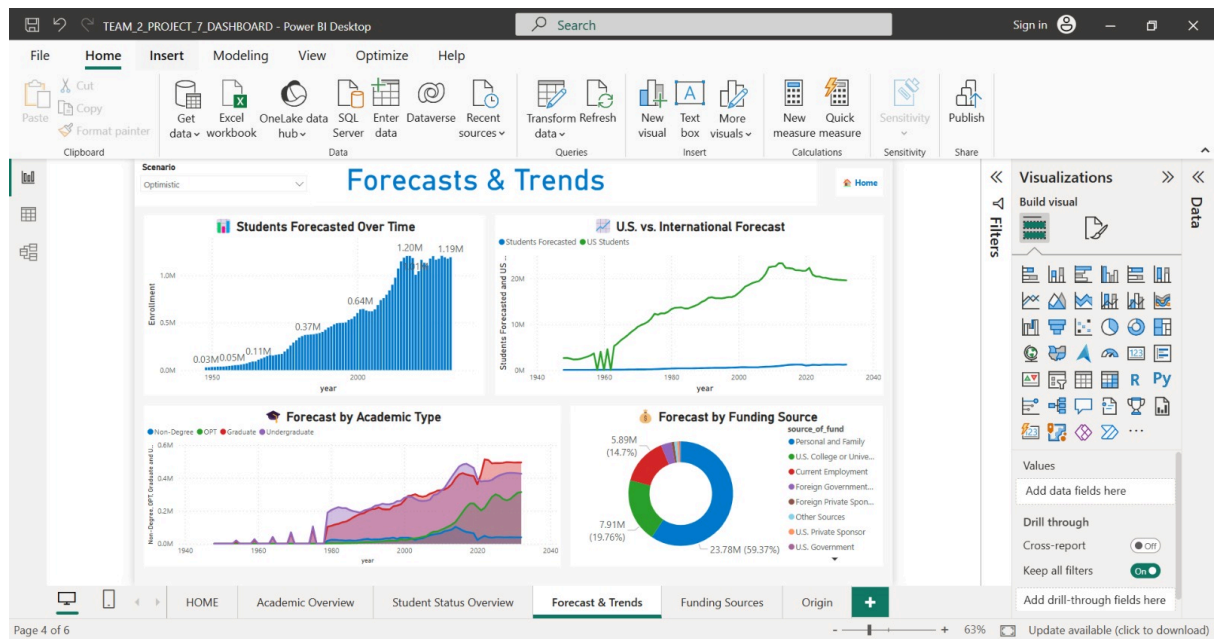 TEAM_2_PROJECT_7_DASHBOARD - Power BI Desktop
Search
Sign in
File Home Insert Modeling View Optimize Help
Paste
Cut
Copy
Format painter
Clipboard
Get data
Excel workbook
OneLake data hub
SQL Server
Enter data
Dataverse
Recent sources
Data
Transform data
Refresh
Queries
New visual
Text box
More visuals
Insert
New measure
Quick measure
Calculations
Sensitivity
Sensitivity
Publish
Share
Scenario
Optimistic
Forecasts & Trends
Home
Students Forecasted Over Time
Enrollment
1.0M
0.5M
0.0M
0.03M 0.05M 0.11M 0.37M 0.64M 1.20M 1.19M
1950 2000
year
U.S. vs. International Forecast
Students Forecasted US Students
Students Forecasted and US ...
20M
10M
0M
1940 1960 1980 2000 2020 2040
year
Forecast by Academic Type
Non-Degree OPT Graduate Undergraduate
Non-Degree, OPT, Graduate and U...
0.6M
0.4M
0.2M
0.0M
1940 1960 1980 2000 2020 2040
year
Forecast by Funding Source
5.89M
(14.7%)
7.91M
(19.76%)
23.78M (59.37%)
source_of_fund
Personal and Family
U.S. College or Unive...
Current Employment
Foreign Government...
Foreign Private Spon...
Other Sources
U.S. Private Sponsor
U.S. Government
Filters
Visualizations
Build visual
R Py
123
Values
Add data fields here
Drill through
Cross-report
Off
Keep all filters
On
Add drill-through fields here
Data
HOME Academic Overview Student Status Overview Forecast & Trends Funding Sources Origin
Page 4 of 6
63%
Update available (click to download)